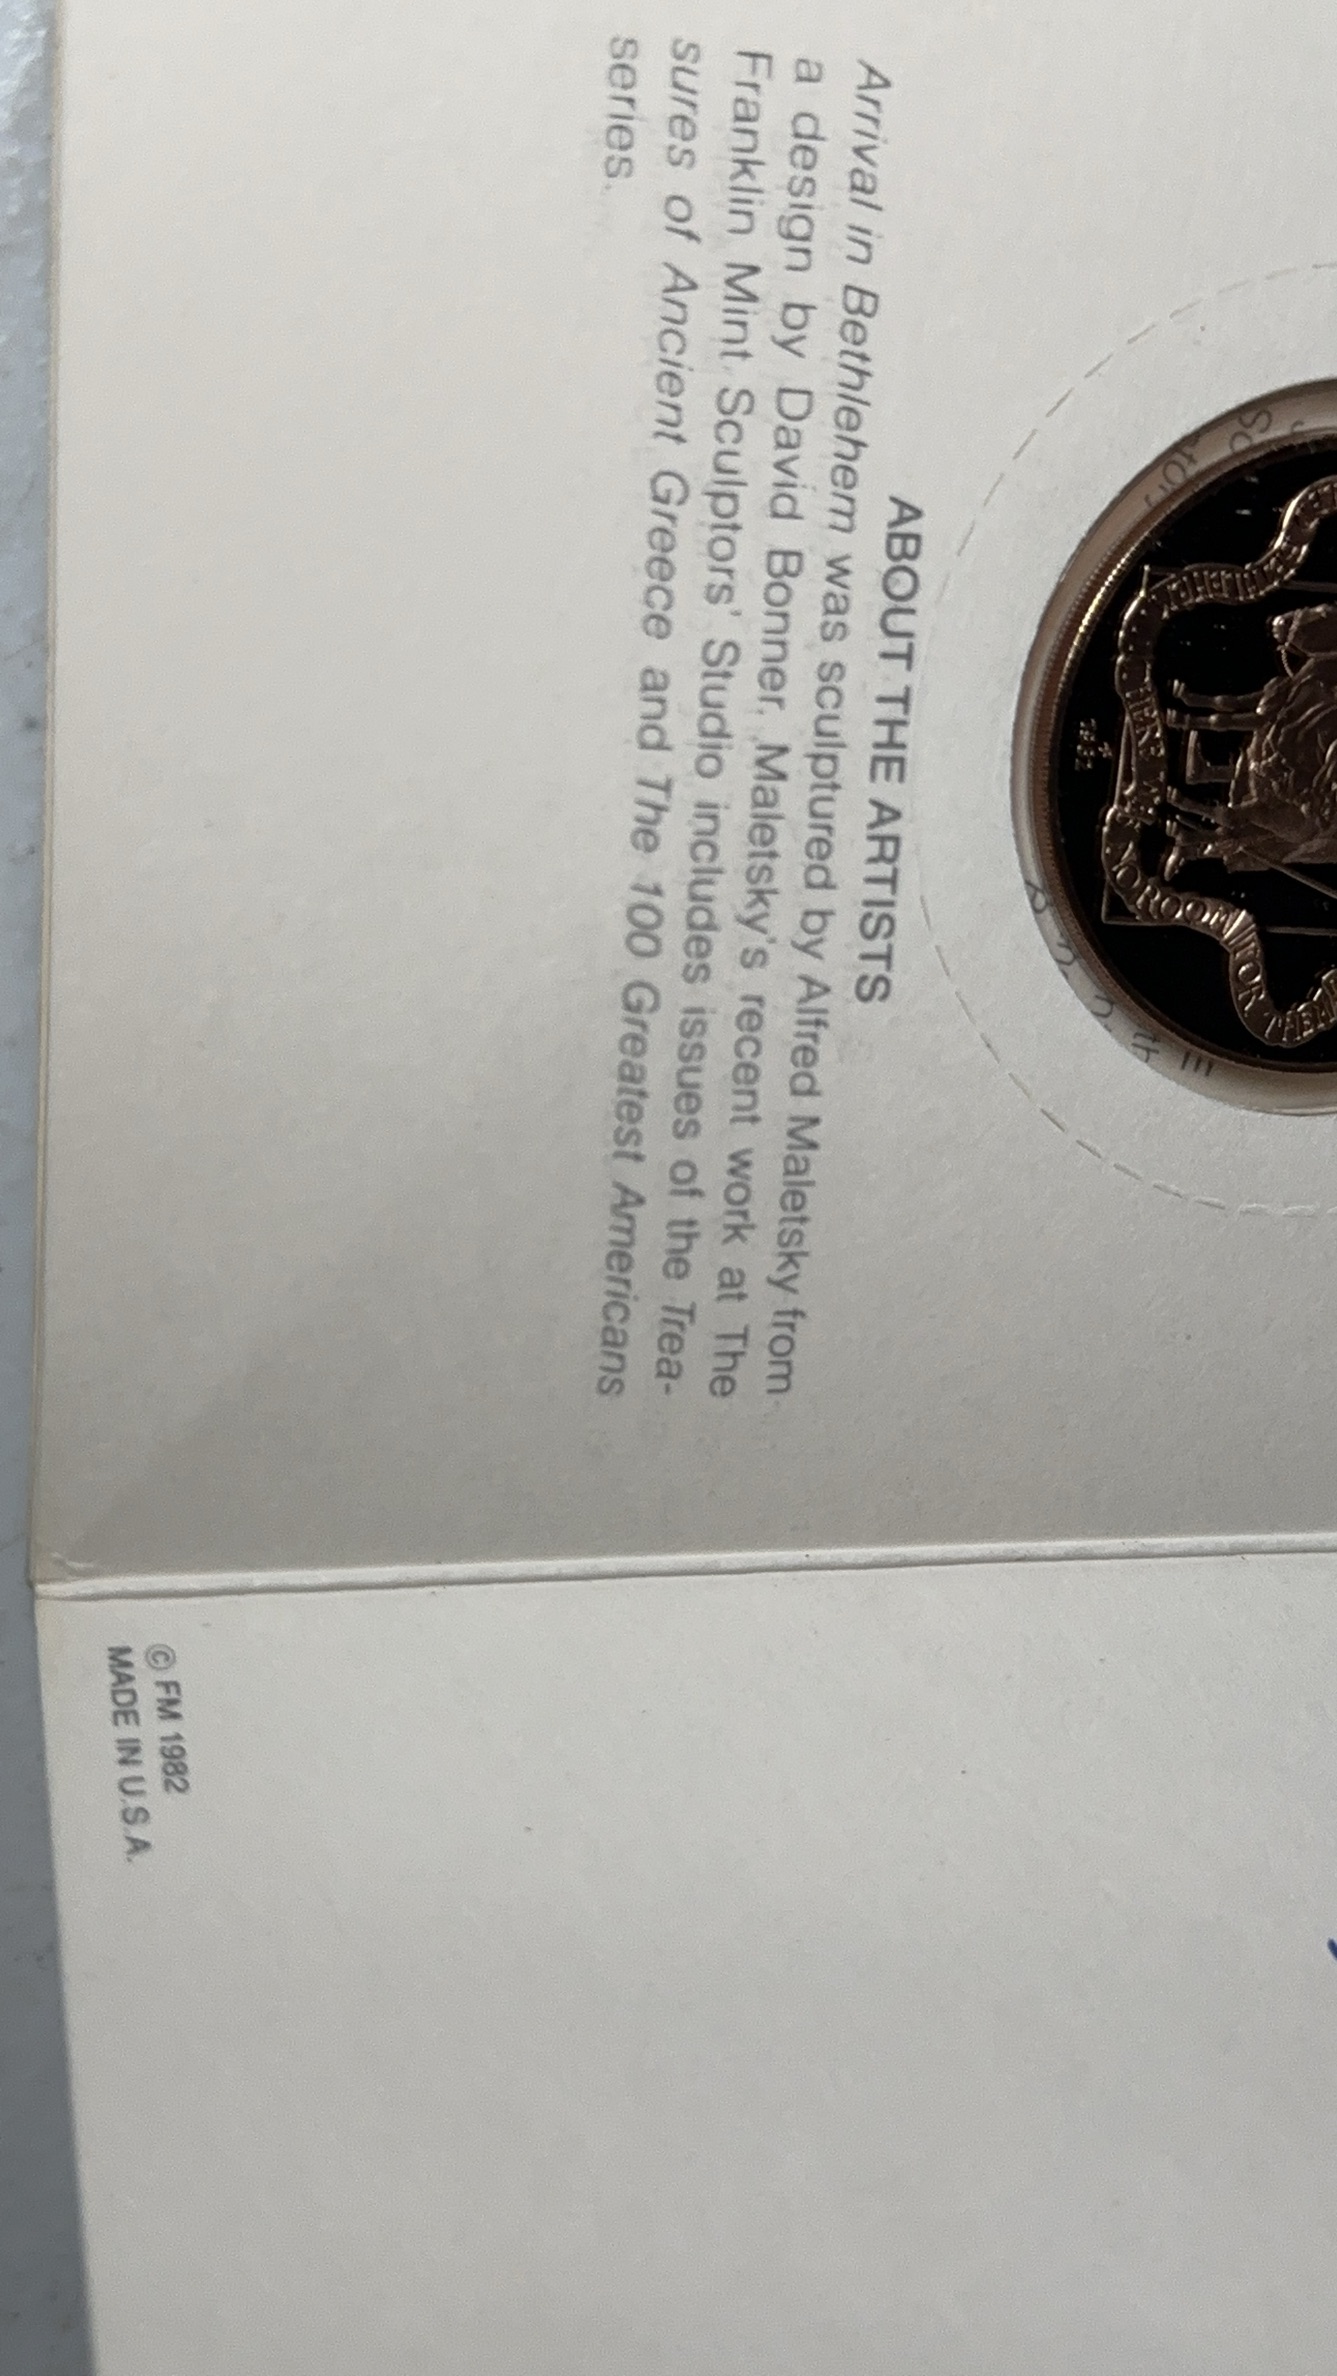 ABOUT THE ARTISTS
Arrival in Bethlehem was sculptured by Alfred Maletsky from
a design by David Bonner. Maletsky's recent work at The
Franklin Mint Sculptors' Studio includes issues of the Trea-
sures of Ancient Greece and The 100 Greatest Americans
series.
NO ROOM FOR
1982
© FM 1982
MADE IN U.S.A.